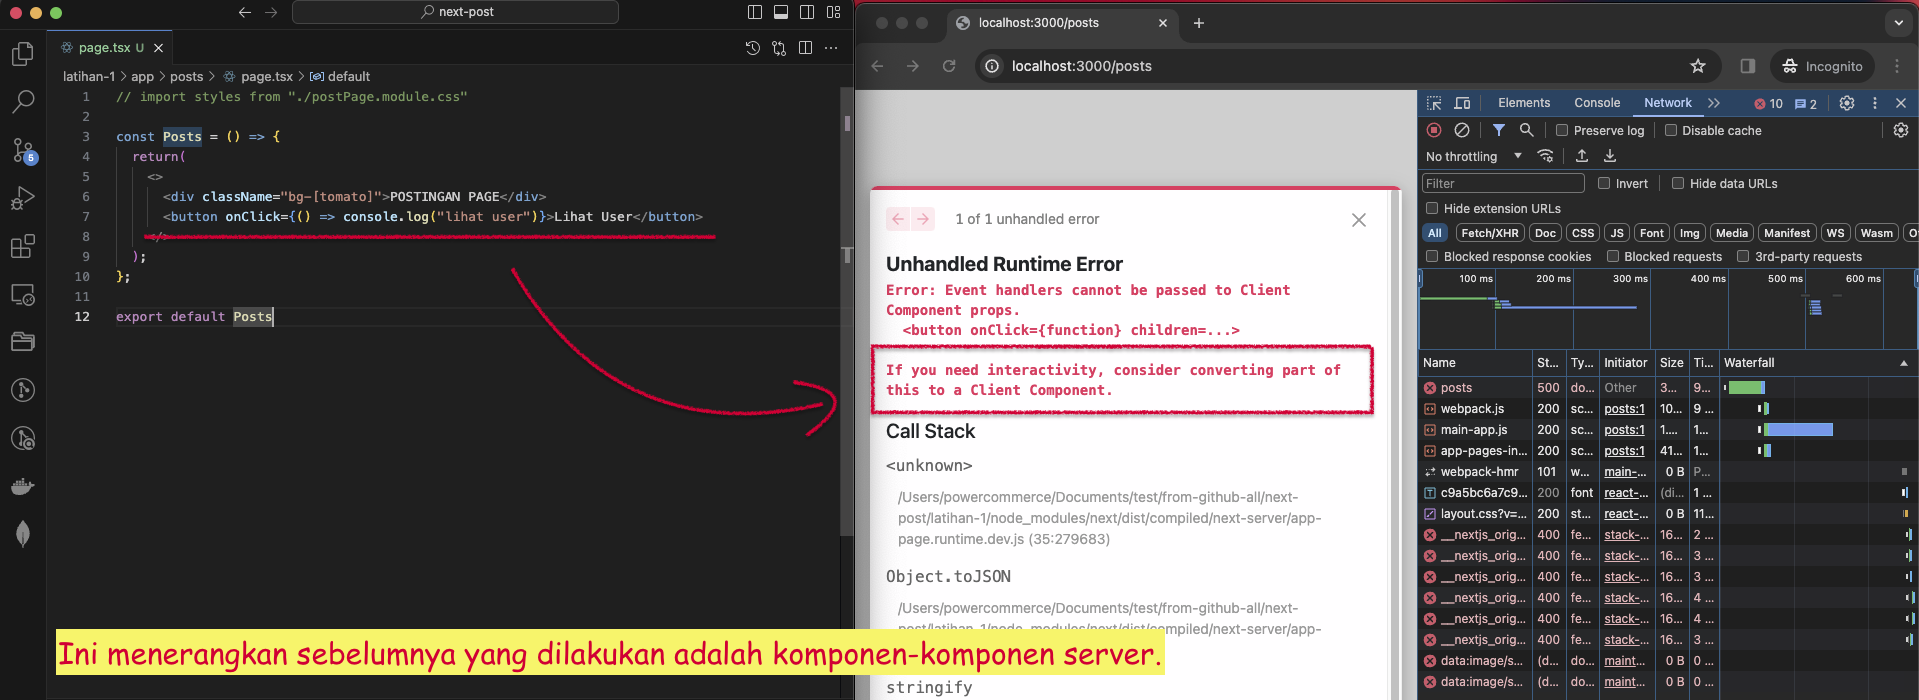 next-post
page.tsx U
latihan-1 > app > posts > page.tsx > default
1 // import styles from "./postPage.module.css"
2
3 const Posts = () => {
4 return(
5 <>
6 <div className="bg-[tomato]">POSTINGAN PAGE</div>
7 <button onClick={() => console.log("lihat user")}>Lihat User</button>
8 </>
9 );
10 };
11
12 export default Posts
5
localhost:3000/posts
localhost:3000/posts
Incognito
1 of 1 unhandled error
Unhandled Runtime Error
Error: Event handlers cannot be passed to Client
Component props.
<button onClick={function} children=...>
If you need interactivity, consider converting part of
this to a Client Component.
Call Stack
<unknown>
/Users/powercommerce/Documents/test/from-github-all/next-
post/latihan-1/node_modules/next/dist/compiled/next-server/app-
page.runtime.dev.js (35:279683)
Object.toJSON
/Users/powercommerce/Documents/test/from-github-all/next-
post/latihan-1/node_modules/next/dist/compiled/next-server/app-
stringify
Ini menerangkan sebelumnya yang dilakukan adalah komponen-komponen server.
Elements Console Network 10 2
Preserve log Disable cache
No throttling
Filter Invert Hide data URLs
Hide extension URLs
All Fetch/XHR Doc CSS JS Font Img Media Manifest WS Wasm O
Blocked response cookies Blocked requests 3rd-party requests
100 ms 200 ms 300 ms 400 ms 500 ms 600 ms
Name St... Ty... Initiator Size Ti... Waterfall
posts 500 do... Other 3... 9...
webpack.js 200 sc... posts:1 10... 9 ...
main-app.js 200 sc... posts:1 1.... 1...
app-pages-in... 200 sc... posts:1 41... 1...
webpack-hmr 101 w... main-... 0 B P...
c9a5bc6a7c9... 200 font react-... (di... 1 ...
layout.css?v=... 200 st... react-... 0 B 11...
__nextjs_orig... 400 fe... stack-... 16... 2 ...
__nextjs_orig... 400 fe... stack-... 16... 3 ...
__nextjs_orig... 400 fe... stack-... 16... 3 ...
__nextjs_orig... 400 fe... stack-... 16... 4 ...
__nextjs_orig... 400 fe... stack-... 16... 4 ...
__nextjs_orig... 400 fe... stack-... 16... 3 ...
data:image/s... (d... do... maint... 0 B 0 ...
data:image/s... (d... do... maint... 0 B 0 ...